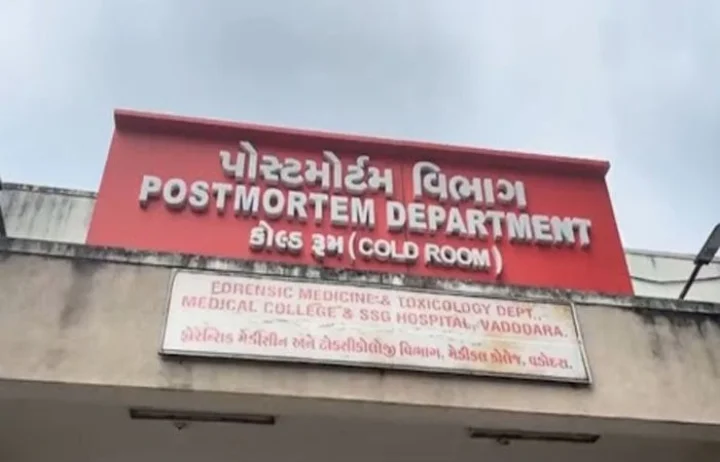 પોસ્ટમોર્ટમ વિભાગ
POSTMORTEM DEPARTMENT
કોલ્ડ રૂમ (COLD ROOM)
FORENSIC MEDICINE & TOXICOLOGY DEPT.,
MEDICAL COLLEGE & SSG HOSPITAL, VADODARA.
ફોરેન્સિક મેડીસીન અને ટોકસીકોલોજી વિભાગ, મેડીકલ કોલેજ, વડોદરા.